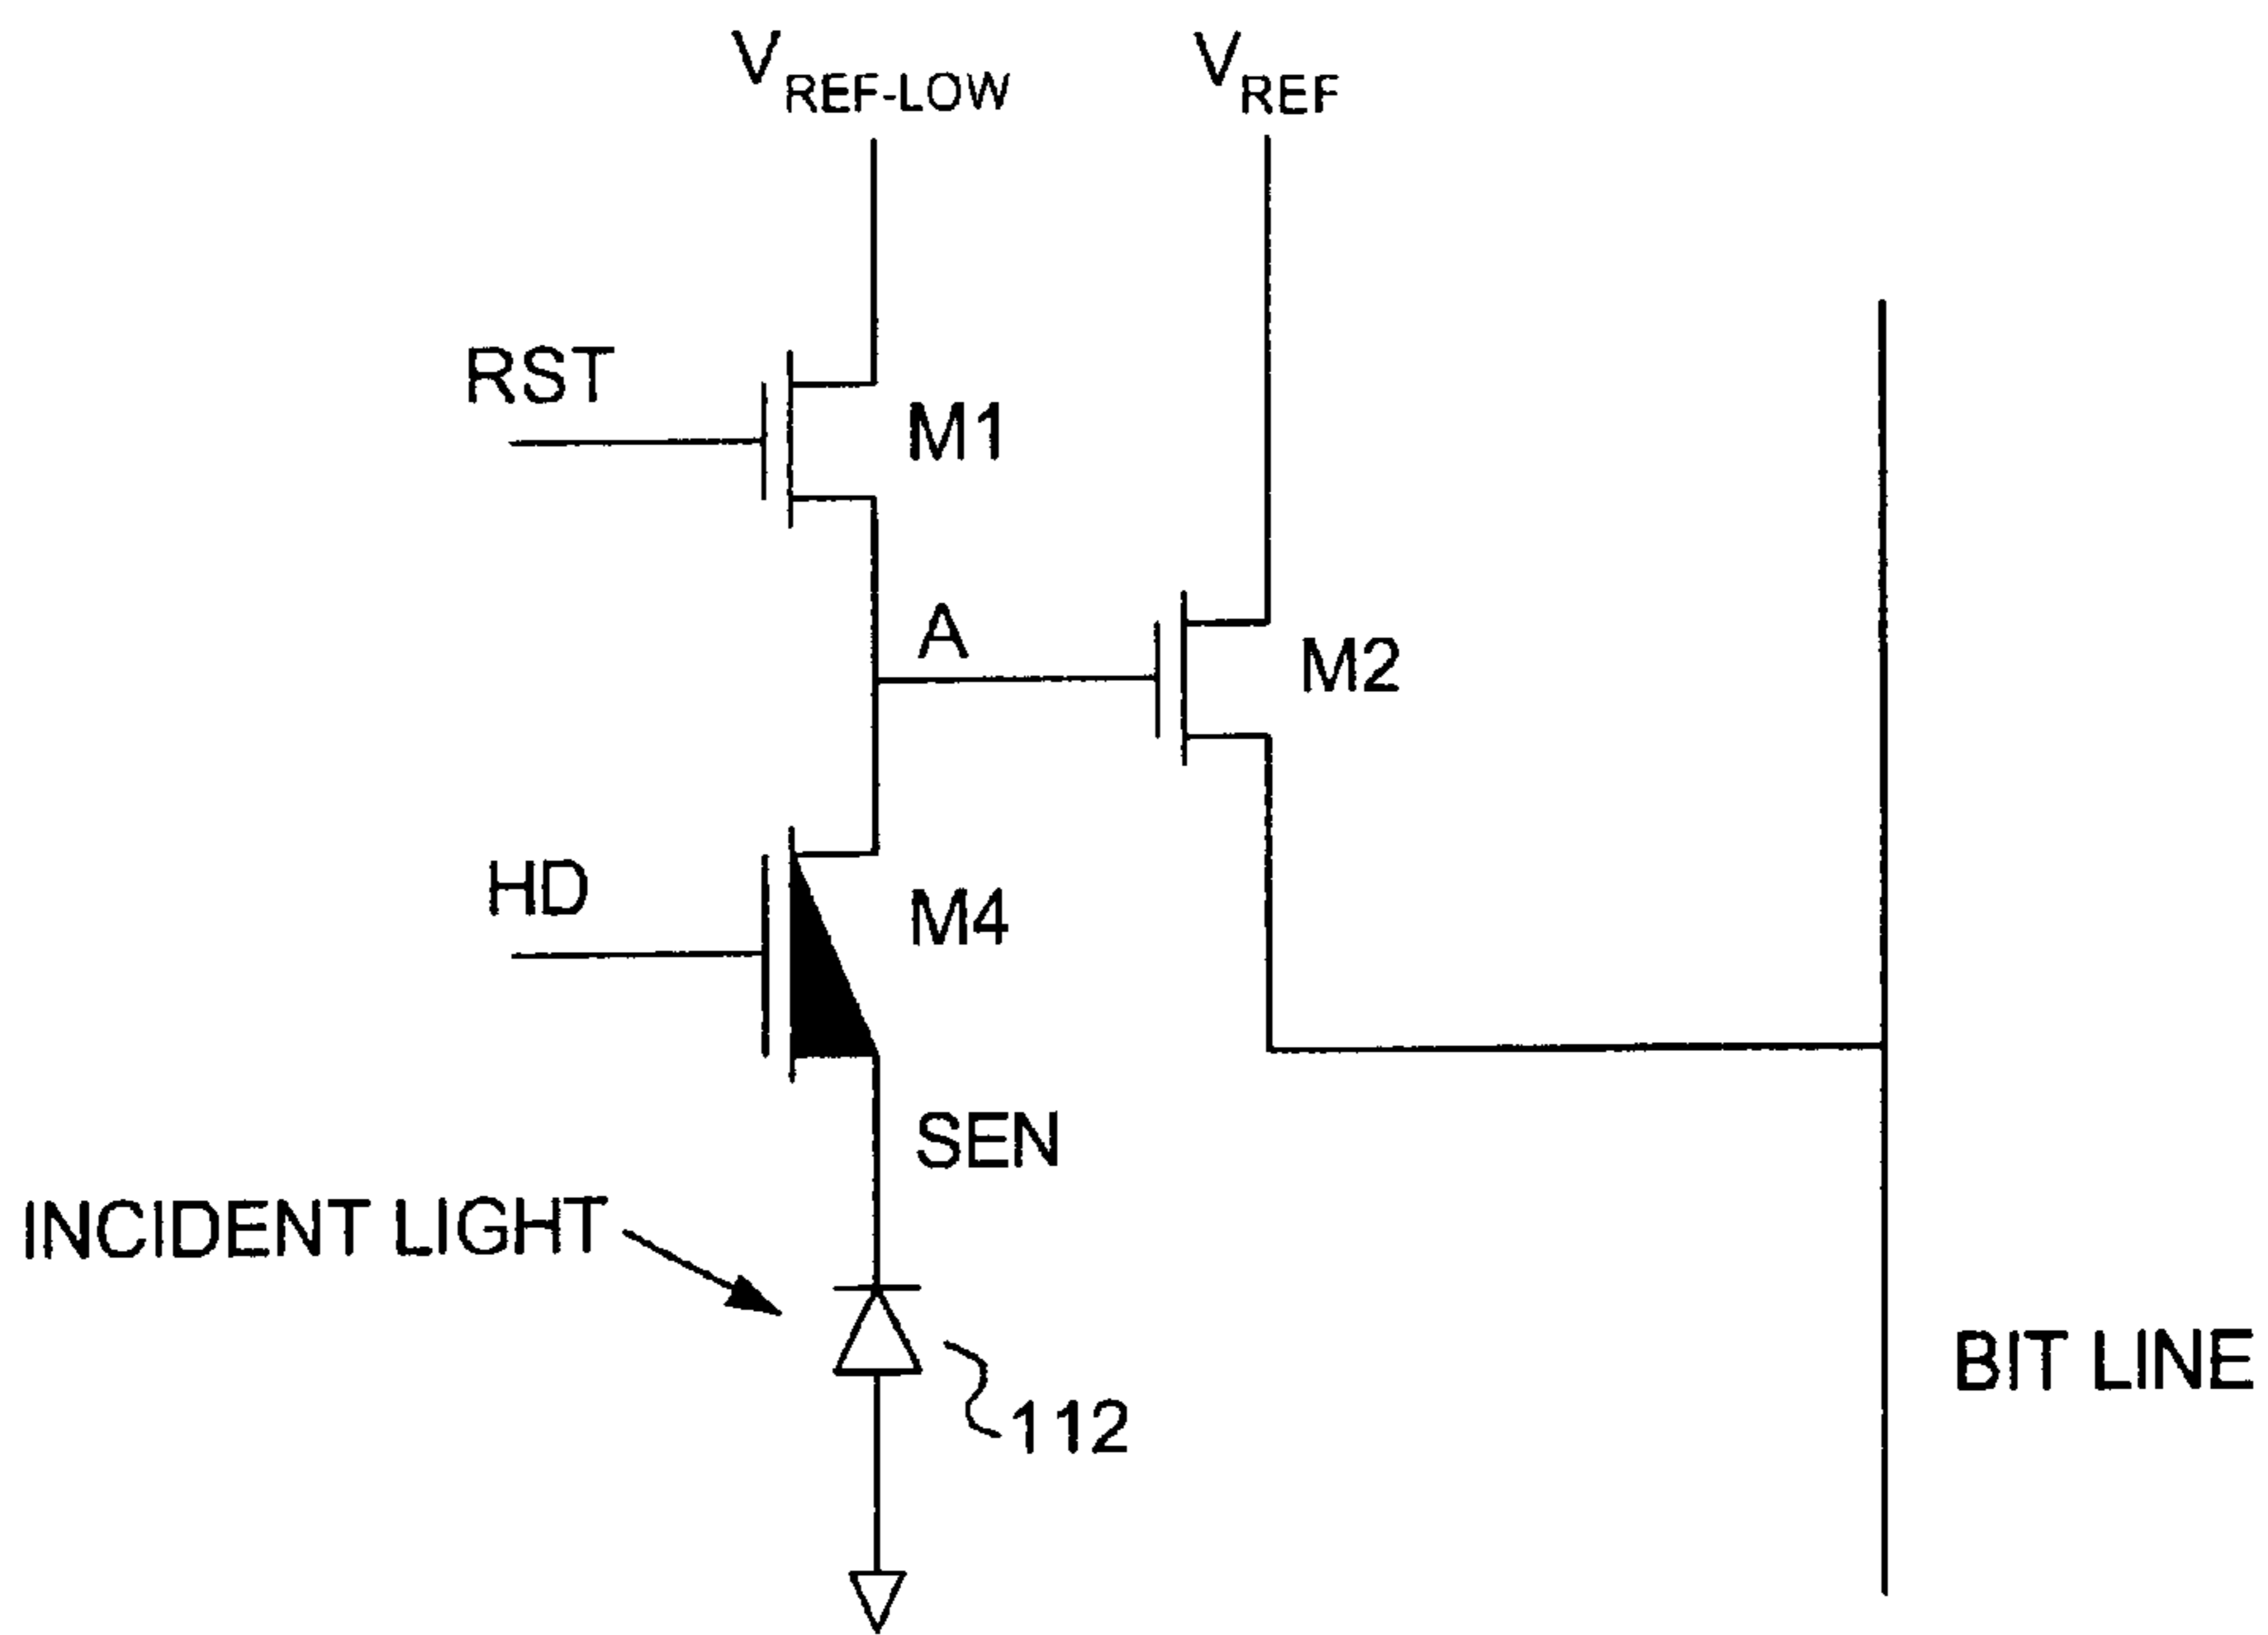 V REF-LOW
V REF
RST
M1
A
M2
HD
M4
SEN
INCIDENT LIGHT
112
BIT LINE